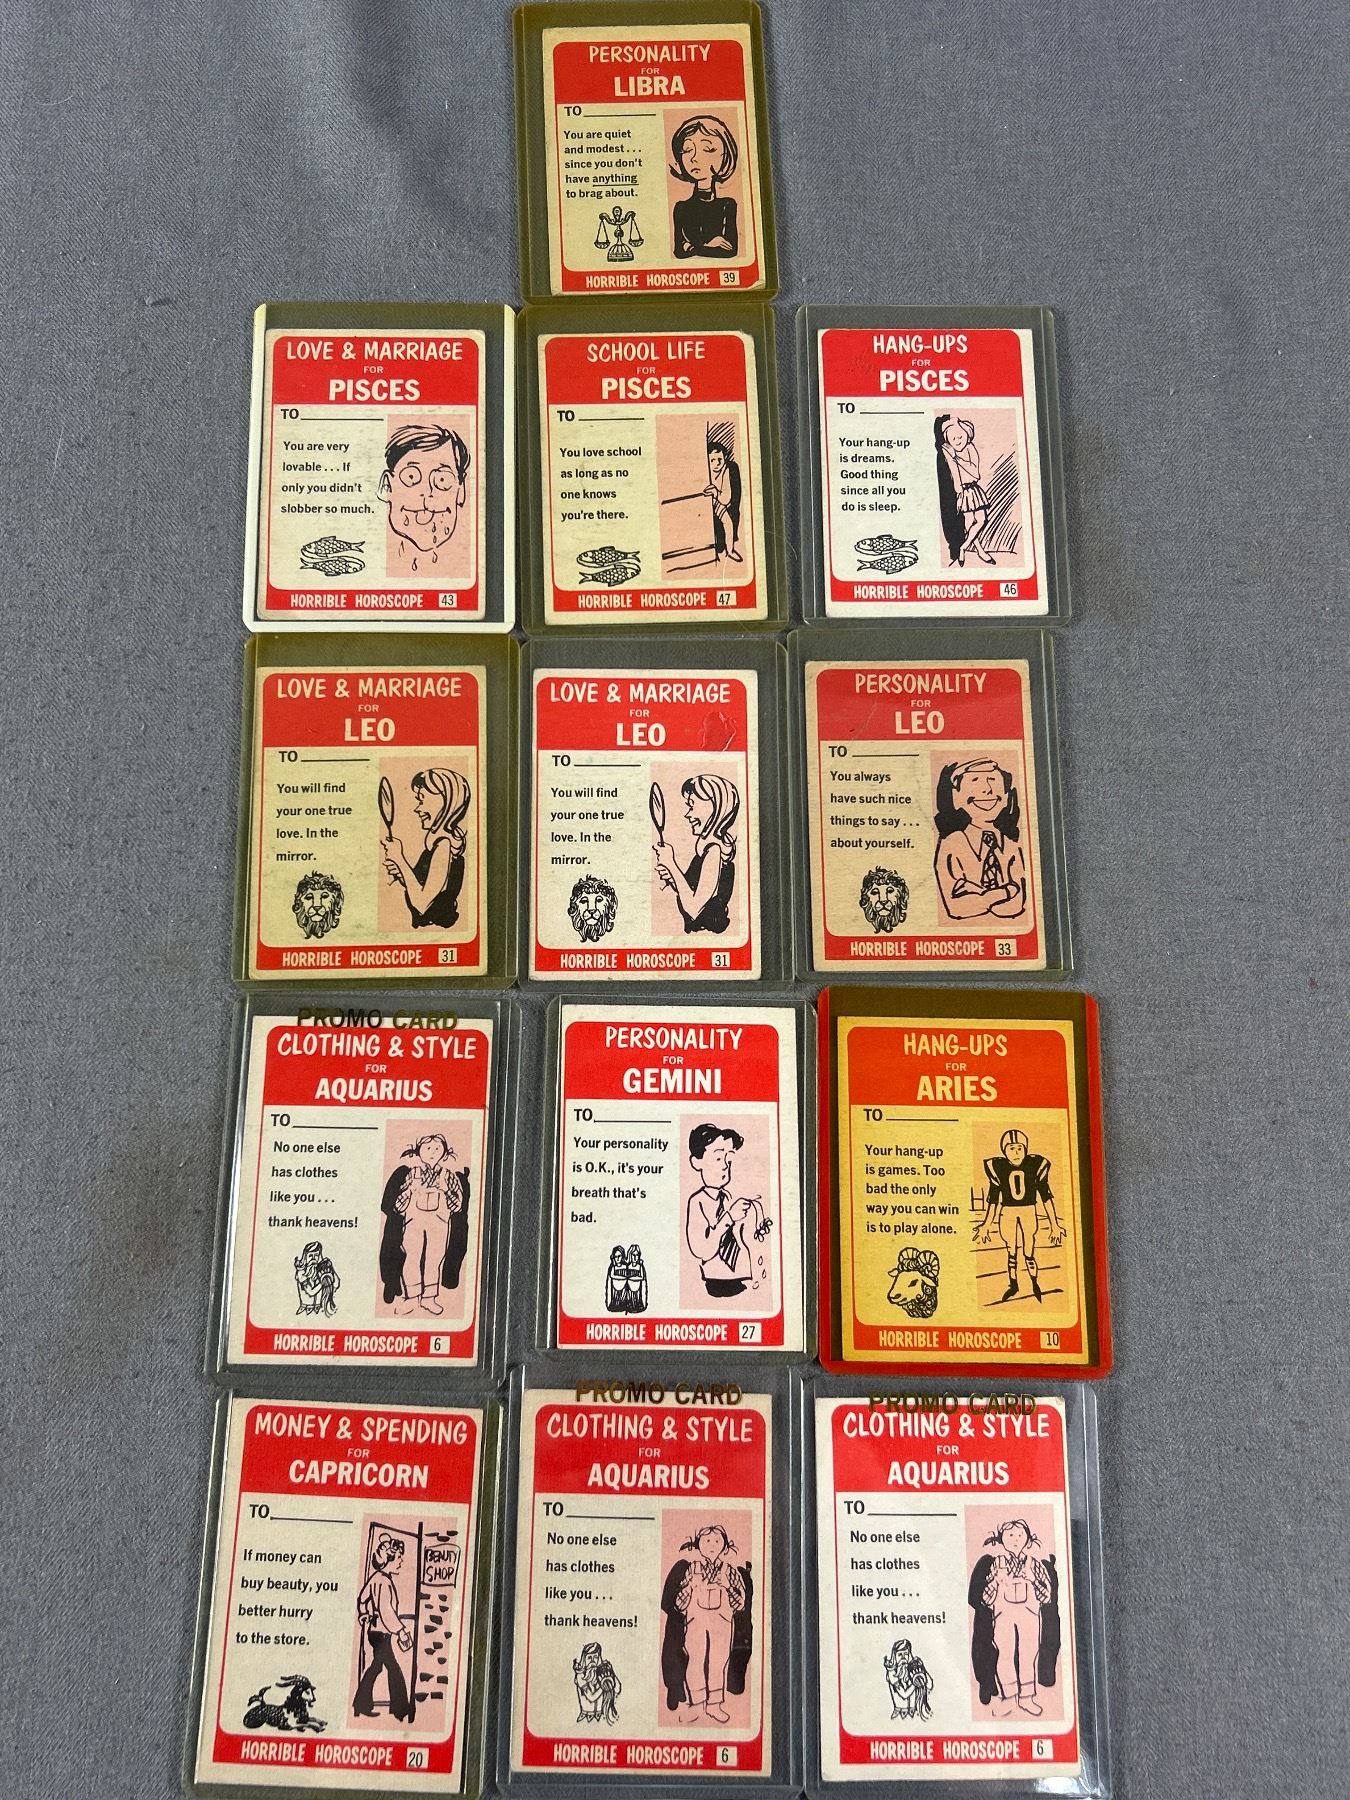 PERSONALITY
FOR
LIBRA
TO
You are quiet
and modest...
since you don't
have anything
to brag about.
HORRIBLE HOROSCOPE 39
LOVE & MARRIAGE
FOR
PISCES
TO
You are very
lovable... If
only you didn't
slobber so much.
HORRIBLE HOROSCOPE 43
SCHOOL LIFE
FOR
PISCES
TO
You love school
as long as no
one knows
you're there.
HORRIBLE HOROSCOPE 47
HANG-UPS
FOR
PISCES
TO
Your hang-up
is dreams.
Good thing
since all you
do is sleep.
HORRIBLE HOROSCOPE 46
LOVE & MARRIAGE
FOR
LEO
TO
You will find
your one true
love. In the
mirror.
HORRIBLE HOROSCOPE 31
LOVE & MARRIAGE
FOR
LEO
TO
You will find
your one true
love. In the
mirror.
HORRIBLE HOROSCOPE 31
PERSONALITY
FOR
LEO
TO
You always
have such nice
things to say...
about yourself.
HORRIBLE HOROSCOPE 33
PROMO CARD
CLOTHING & STYLE
FOR
AQUARIUS
TO
No one else
has clothes
like you...
thank heavens!
HORRIBLE HOROSCOPE 6
PERSONALITY
FOR
GEMINI
TO
Your personality
is O.K., it's your
breath that's
bad.
HORRIBLE HOROSCOPE 27
HANG-UPS
FOR
ARIES
TO
Your hang-up
is games. Too
bad the only
way you can win
is to play alone.
0
HORRIBLE HOROSCOPE 10
MONEY & SPENDING
FOR
CAPRICORN
TO
If money can
buy beauty, you
better hurry
to the store.
BEAUTY
SHOP
HORRIBLE HOROSCOPE 20
PROMO CARD
CLOTHING & STYLE
FOR
AQUARIUS
TO
No one else
has clothes
like you...
thank heavens!
HORRIBLE HOROSCOPE 6
PROMO CARD
CLOTHING & STYLE
FOR
AQUARIUS
TO
No one else
has clothes
like you...
thank heavens!
HORRIBLE HOROSCOPE 6